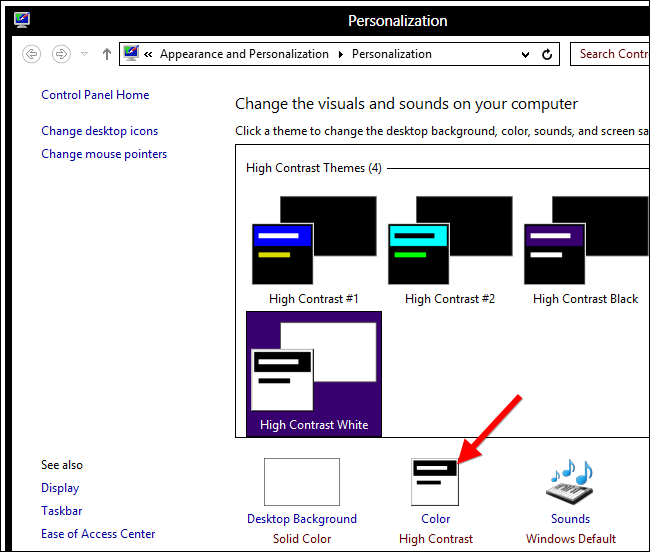 Personalization
« Appearance and Personalization ▸ Personalization
Search Contr
Control Panel Home
Change desktop icons
Change mouse pointers
Change the visuals and sounds on your computer
Click a theme to change the desktop background, color, sounds, and screen sa
High Contrast Themes (4)
High Contrast #1
High Contrast #2
High Contrast Black
High Contrast White
See also
Display
Taskbar
Ease of Access Center
Desktop Background
Solid Color
Color
High Contrast
Sounds
Windows Default